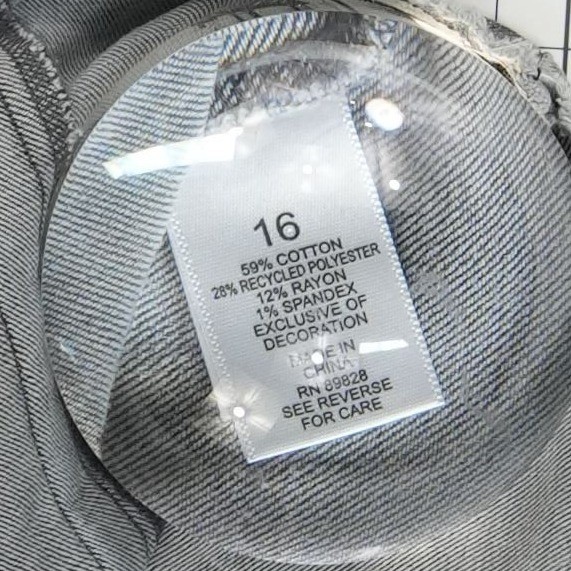 16
59% COTTON
28% RECYCLED POLYESTER
12% RAYON
1% SPANDEX
EXCLUSIVE OF
DECORATION
MADE IN
CHINA
RN 89828
SEE REVERSE
FOR CARE